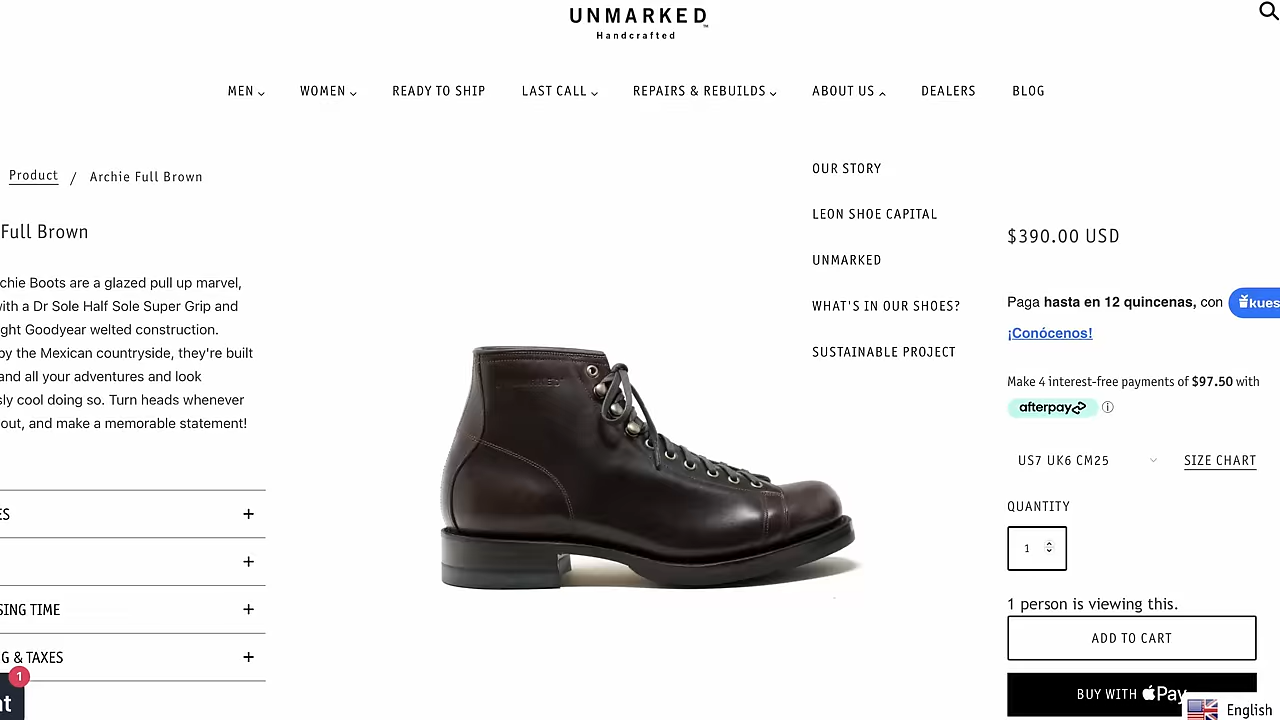 UNMARKED
Handcrafted
MEN
WOMEN
READY TO SHIP
LAST CALL
REPAIRS & REBUILDS
ABOUT US
DEALERS
BLOG
OUR STORY
LEON SHOE CAPITAL
UNMARKED
WHAT'S IN OUR SHOES?
SUSTAINABLE PROJECT
Product / Archie Full Brown
Full Brown
chie Boots are a glazed pull up marvel,
with a Dr Sole Half Sole Super Grip and
ght Goodyear welted construction.
by the Mexican countryside, they're built
and all your adventures and look
sly cool doing so. Turn heads whenever
out, and make a memorable statement!
ES +
+
SING TIME +
G & TAXES +
1
nt
$390.00 USD
Paga hasta en 12 quincenas, con kues
¡Conócenos!
Make 4 interest-free payments of $97.50 with
afterpay
US7 UK6 CM25
SIZE CHART
QUANTITY
1
1 person is viewing this.
ADD TO CART
BUY WITH Pay
English